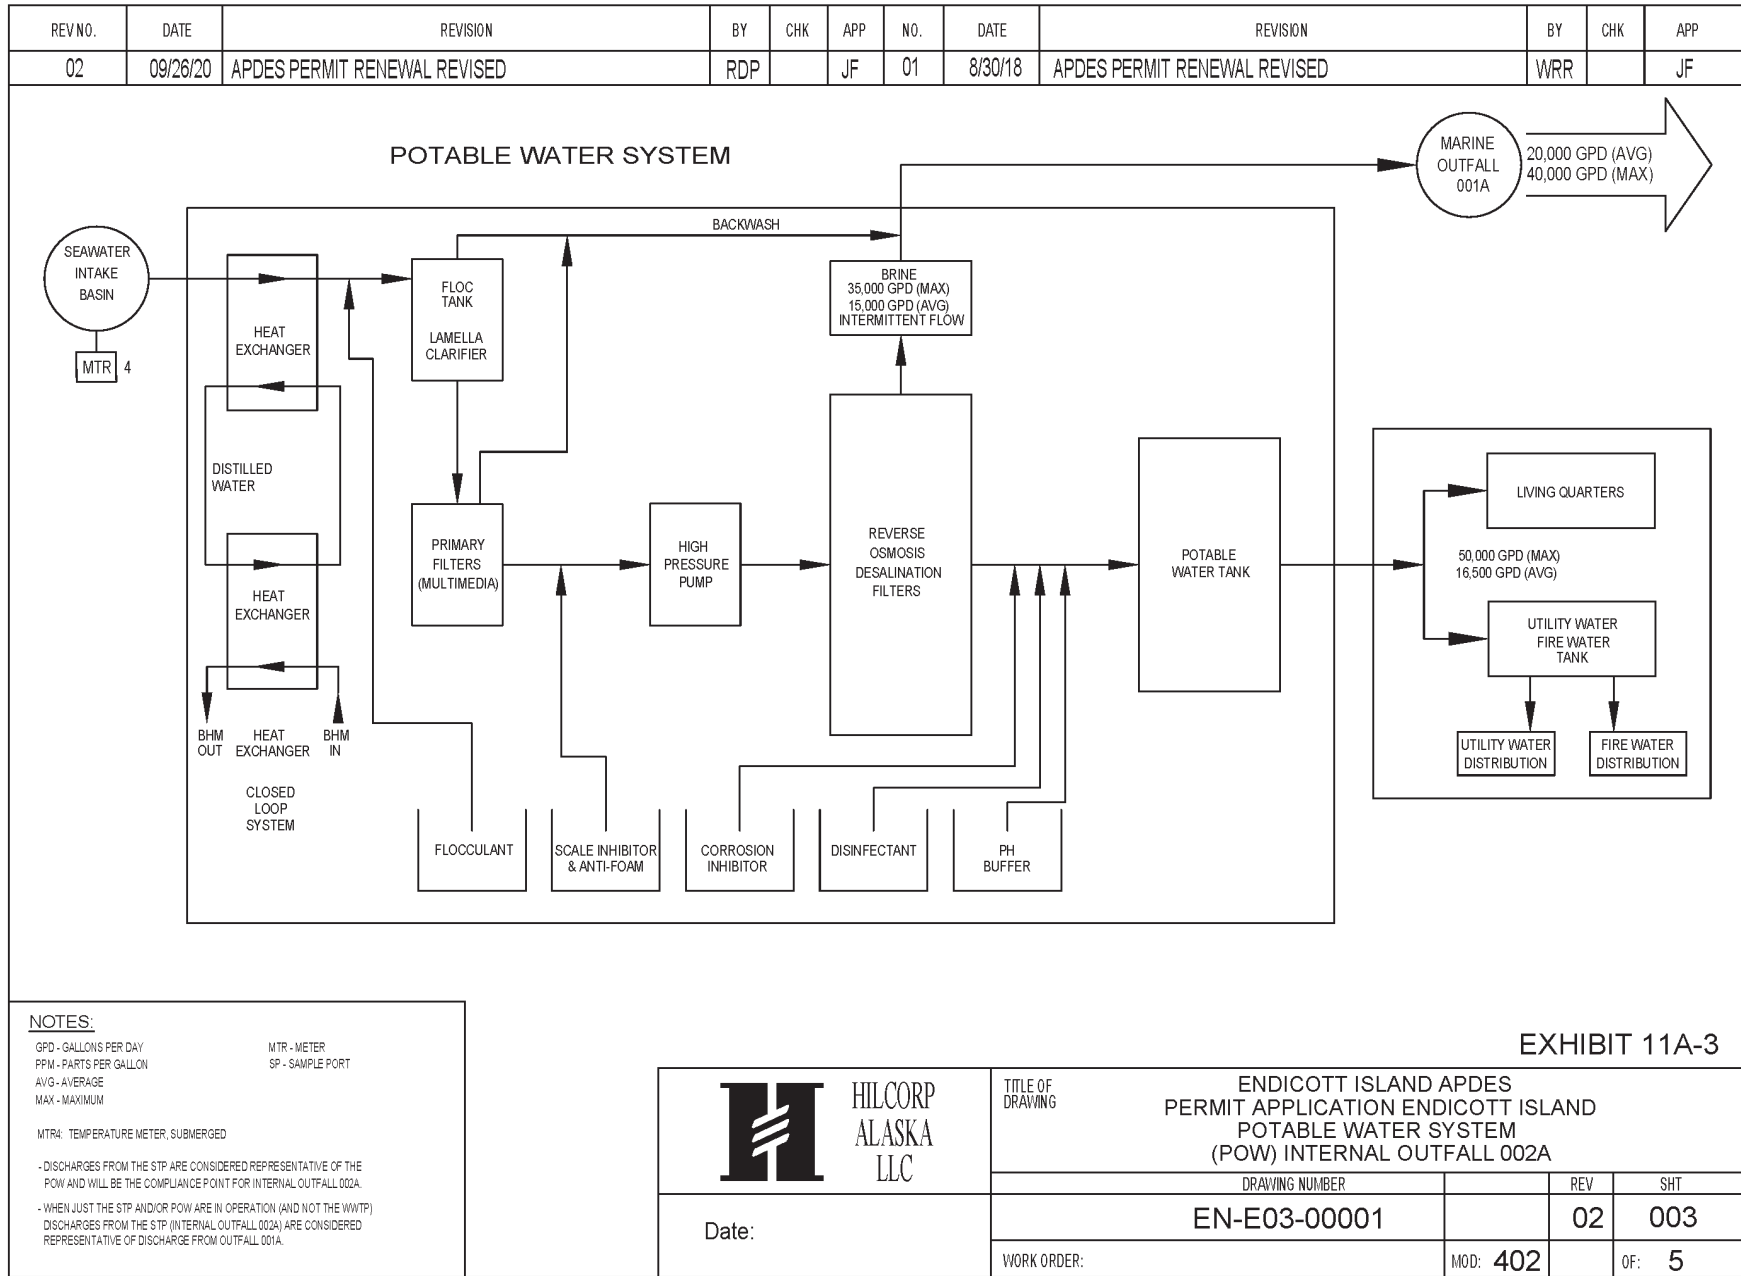 REV NO. DATE REVISION BY CHK APP NO. DATE REVISION BY CHK APP
02 09/26/20 APDES PERMIT RENEWAL REVISED RDP JF 01 8/30/18 APDES PERMIT RENEWAL REVISED WRR JF
POTABLE WATER SYSTEM
MARINE
OUTFALL
001A
20,000 GPD (AVG)
40,000 GPD (MAX)
BACKWASH
SEAWATER
INTAKE
BASIN
MTR 4
HEAT
EXCHANGER
FLOC
TANK
LAMELLA
CLARIFIER
BRINE
35,000 GPD (MAX)
15,000 GPD (AVG)
INTERMITTENT FLOW
DISTILLED
WATER
HEAT
EXCHANGER
PRIMARY
FILTERS
(MULTIMEDIA)
HIGH
PRESSURE
PUMP
REVERSE
OSMOSIS
DESALINATION
FILTERS
POTABLE
WATER TANK
LIVING QUARTERS
50,000 GPD (MAX)
16,500 GPD (AVG)
UTILITY WATER
FIRE WATER
TANK
UTILITY WATER
DISTRIBUTION
FIRE WATER
DISTRIBUTION
BHM
OUT
HEAT
EXCHANGER
BHM
IN
CLOSED
LOOP
SYSTEM
FLOCCULANT
SCALE INHIBITOR
& ANTI-FOAM
CORROSION
INHIBITOR
DISINFECTANT
PH
BUFFER
NOTES:
GPD - GALLONS PER DAY MTR - METER
PPM - PARTS PER GALLON SP - SAMPLE PORT
AVG - AVERAGE
MAX - MAXIMUM
MTR4: TEMPERATURE METER, SUBMERGED
- DISCHARGES FROM THE STP ARE CONSIDERED REPRESENTATIVE OF THE
POW AND WILL BE THE COMPLIANCE POINT FOR INTERNAL OUTFALL 002A.
- WHEN JUST THE STP AND/OR POW ARE IN OPERATION (AND NOT THE WWTP)
DISCHARGES FROM THE STP (INTERNAL OUTFALL 002A) ARE CONSIDERED
REPRESENTATIVE OF DISCHARGE FROM OUTFALL 001A.
EXHIBIT 11A-3
HILCORP
ALASKA
LLC
Date:
TITLE OF
DRAWING
ENDICOTT ISLAND APDES
PERMIT APPLICATION ENDICOTT ISLAND
POTABLE WATER SYSTEM
(POW) INTERNAL OUTFALL 002A
DRAWING NUMBER REV SHT
EN-E03-00001 02 003
WORK ORDER: MOD: 402 OF: 5